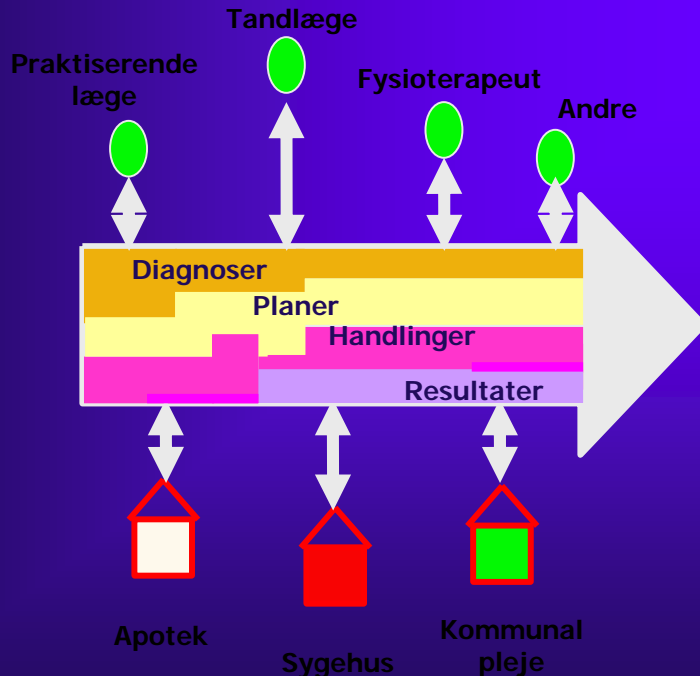 Tandlæge
Praktiserende
læge
Fysioterapeut
Andre
Diagnoser
Planer
Handlinger
Resultater
Apotek
Sygehus
Kommunal
pleje